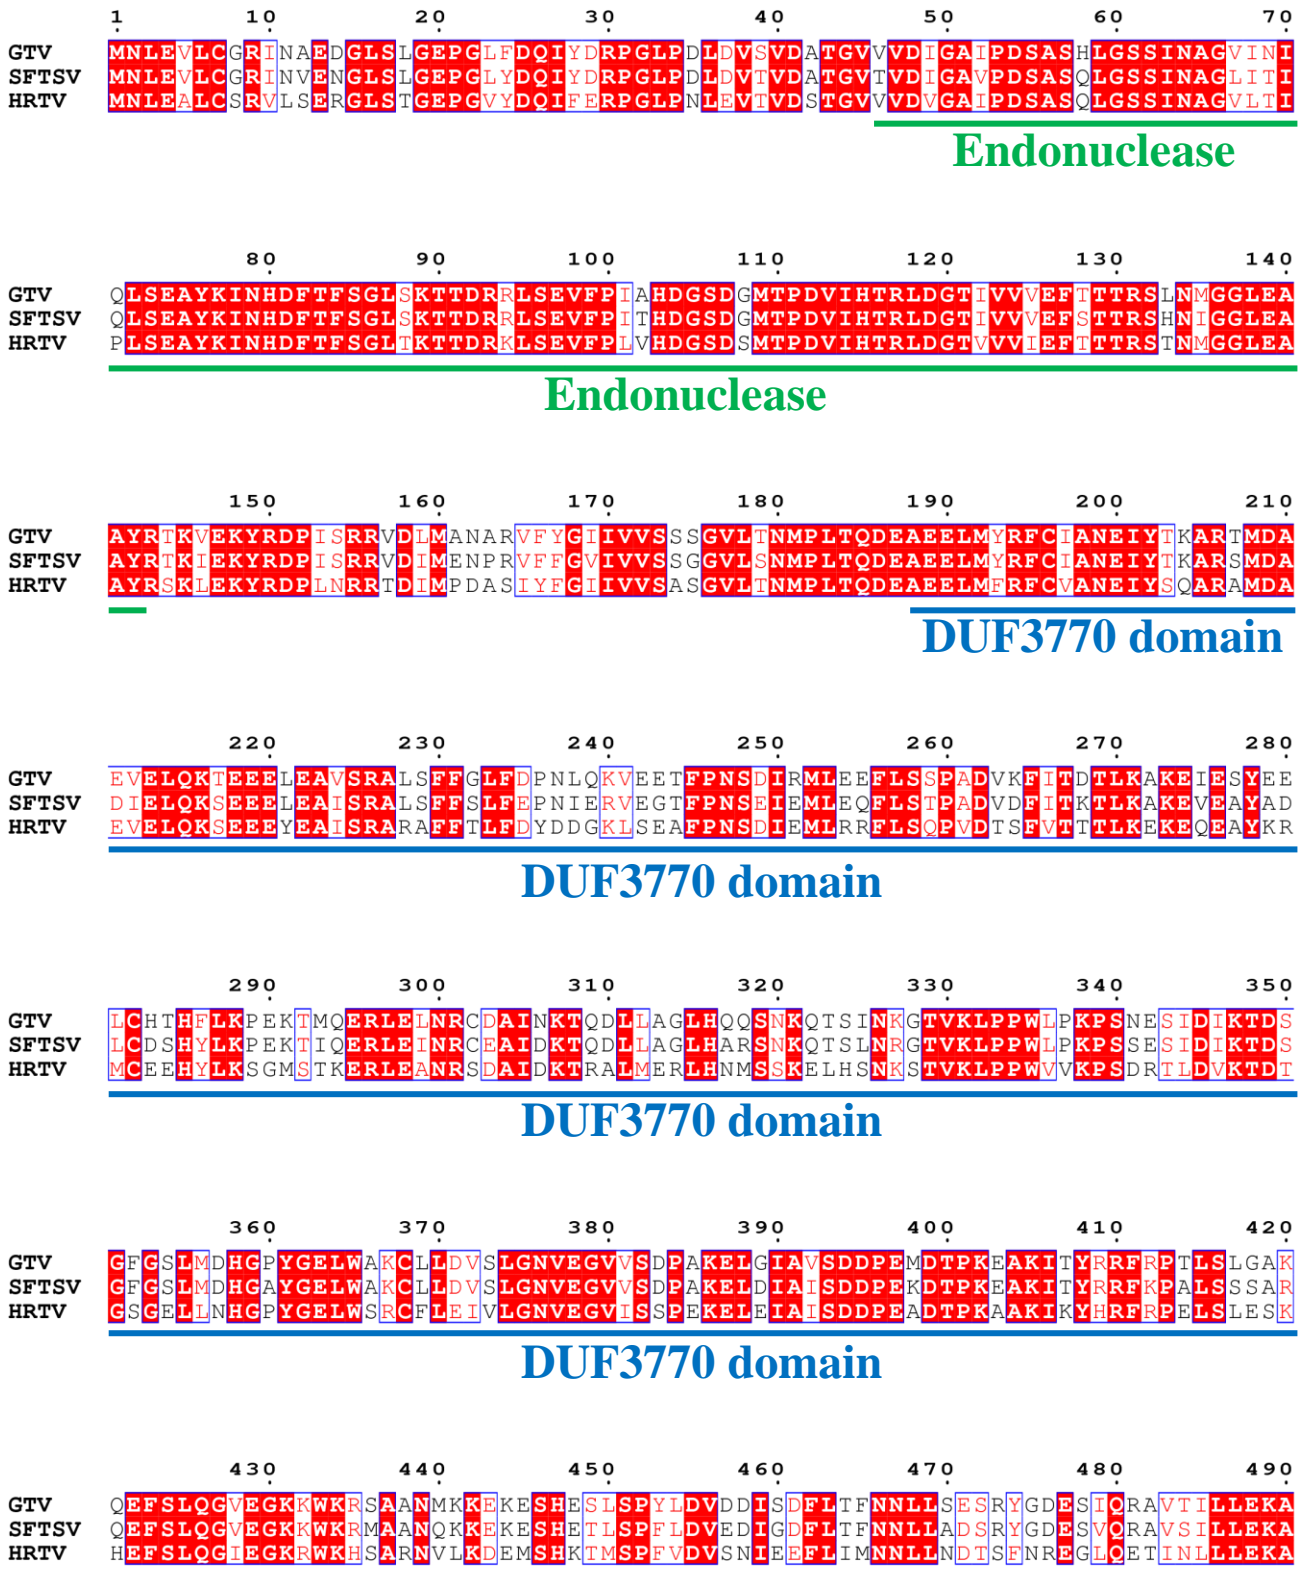 1 10 20 30 40 50 60 70
GTV MNLEVLCGRINAEDGLSLGEPGLFDQIYDRPGLPDLDVSVDATGVVVDIGAIPDSASHLGSSINAGVINI
SFTSV MNLEVLCGRINVENGLSLGEPGLYDQIYDRPGLPDLDVTVDATGVTVDIGAVPDSASQLGSSINAGLITI
HRTV MNLEALCSRVLSERGLSTGEPGVYDQIFERPGLPNLEVTVDSTGVVVDVGAIPDSASQLGSSINAGVLTI
Endonuclease
80 90 100 110 120 130 140
GTV QLSEAYKINHDFTFSGLSKTTDRRLSEVFPIAHDGSDGMTPDVIHTRLDGTIVVVEFTTTRSLNMGGLEA
SFTSV QLSEAYKINHDFTFSGLSKTTDRRLSEVFPITHDGSDGMTPDVIHTRLDGTIVVVEFSTTRSHNIGGLEA
HRTV PLSEAYKINHDFTFSGLTKTTDRKLSEVFPLVHDGSDSMTPDVIHTRLDGTVVVIEFTTTRSTNMGGLEA
Endonuclease
150 160 170 180 190 200 210
GTV AYRTKVEKYRDPISRRVDLMANARVFYGIIVVSSSGVLTNMPLTQDEAEELMYRFCIANEIYTKARTMDA
SFTSV AYRTKIEKYRDPISRRVDIMENPRVFFGVIVVSSGGVLSNMPLTQDEAEELMYRFCIANEIYTKARSMDA
HRTV AYRSKLEKYRDPLNRRTDIMPDASIYFGIIVVSASGVLTNMPLTQDEAEELMFRFCVANEIYSQARAMDA
DUF3770 domain
220 230 240 250 260 270 280
GTV EVELQKTEEELEAVSRALSFFGLFDPNLQKVEETFPNSDIRMLEEFLSSPADVKFITDTLKAKEIESYEE
SFTSV DIELQKSEEELEAISRALSFFSLFEPNIERVEGTFPNSEIEMLEQFLSTPADVDFITKTLKAKEVEAYAD
HRTV EVELQKSEEEYEAISRARAFFTLFDYDDGKLSEAFPNSDIEMLRRFLSQPVDTSFVTTTLKEKEQEAYKR
DUF3770 domain
290 300 310 320 330 340 350
GTV LCHTHFLKPEKTMQERLELNRCDAINKTQDLLAGLHQQSNKQTSINKGTVKLPPWLPKPSNESIDIKTDS
SFTSV LCDSHYLKPEKTIQERLEINRCEAIDKTQDLLAGLHARSNKQTSLNRGTVKLPPWLPKPSSESIDIKTDS
HRTV MCEEHYLKSGMSTKERLEANRSDAIDKTRALMERLHNMSSKELHSNKSTVKLPPWVVKPSDRTLDVKTDT
DUF3770 domain
360 370 380 390 400 410 420
GTV GFGSLMDHGPYGELWAKCLLDVSLGNVEGVVSDPAKELGIAVSDDPEMDTPKEAKITYRRFRPTLSLGAK
SFTSV GFGSLMDHGAYGELWAKCLLDVSLGNVEGVVSDPAKELDIAISDDPEKDTPKEAKITYRRFKPALSSSAR
HRTV GSGELLNHGPYGELWSRCFLEIVLGNVEGVISSPEKELEIAISDDPEADTPKAAKIKYHRFRPELSLESK
DUF3770 domain
430 440 450 460 470 480 490
GTV QEFSLQGVEGKKWKRSAANMKKEKESHESLSPYLDVDDISDFLTFNNLLSESRYGDESIQRAVTILLEKA
SFTSV QEFSLQGVEGKKWKRMAANQKKEKESHETLSPFLDVEDIGDFLTFNNLLADSRYGDESVQRAVSILLEKA
HRTV HEFSLQGIEGKRWKHSARNVLKDEMSHKTMSPFVDVSNIEEFLIMNNLLNDTSFNREGLQETINLLLEKA